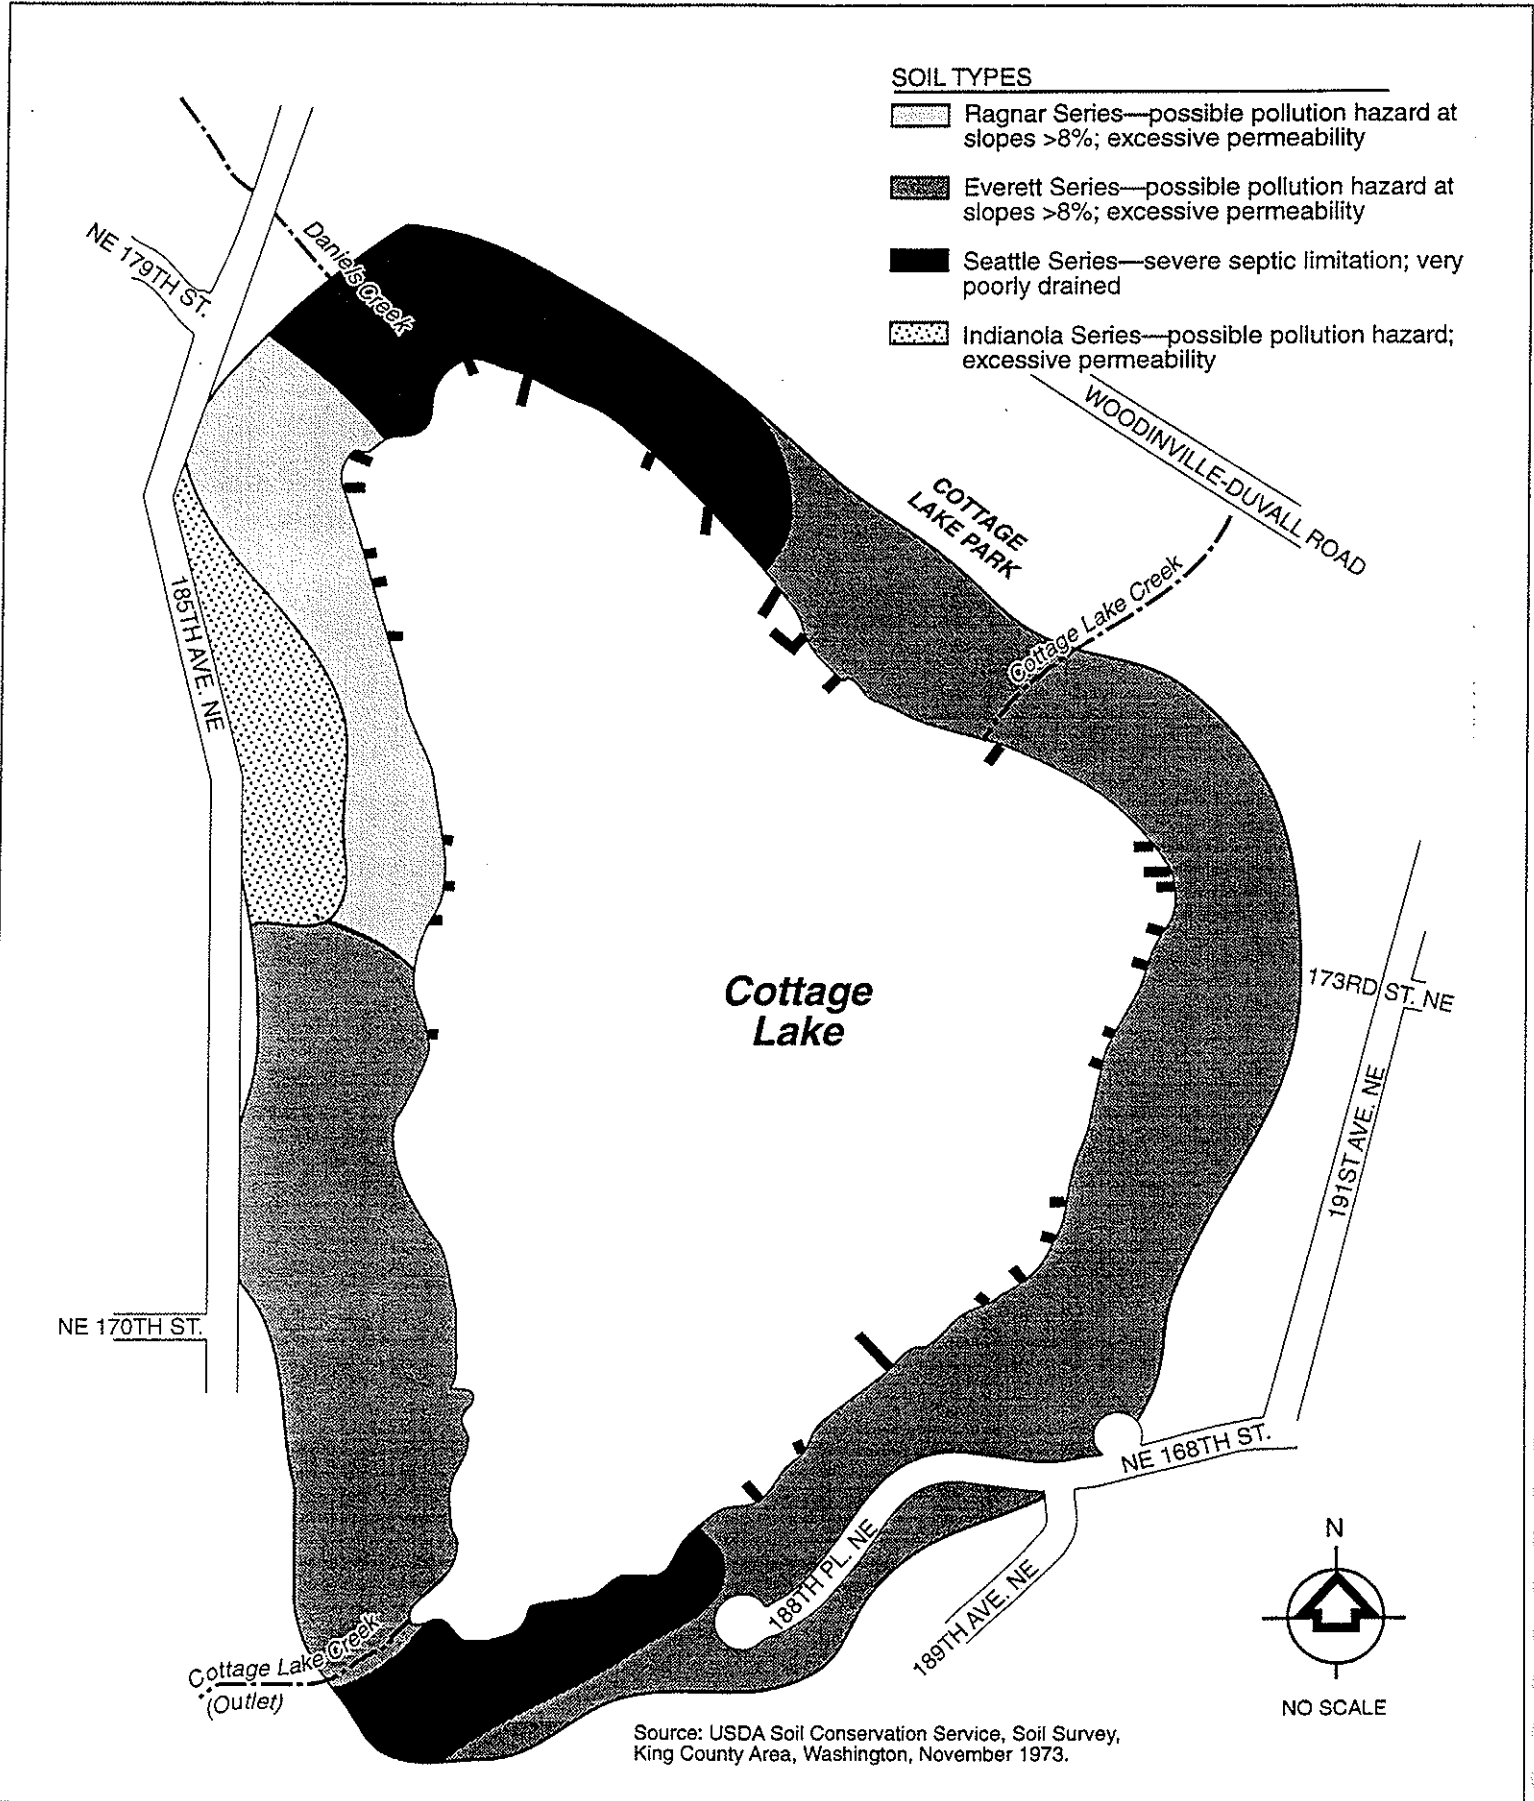 SOIL TYPES
Ragnar Series—possible pollution hazard at
slopes >8%; excessive permeability
Everett Series—possible pollution hazard at
slopes >8%; excessive permeability
Seattle Series—severe septic limitation; very
poorly drained
Indianola Series—possible pollution hazard;
excessive permeability
Daniels Creek
NE 179TH ST.
WOODINVILLE-DUVALL ROAD
COTTAGE
LAKE PARK
Cottage Lake Creek
185TH AVE. NE
Cottage
Lake
173RD ST. NE
191ST AVE. NE
NE 170TH ST.
NE 168TH ST.
188TH PL. NE
189TH AVE. NE
Cottage Lake Creek
(Outlet)
N
NO SCALE
Source: USDA Soil Conservation Service, Soil Survey,
King County Area, Washington, November 1973.